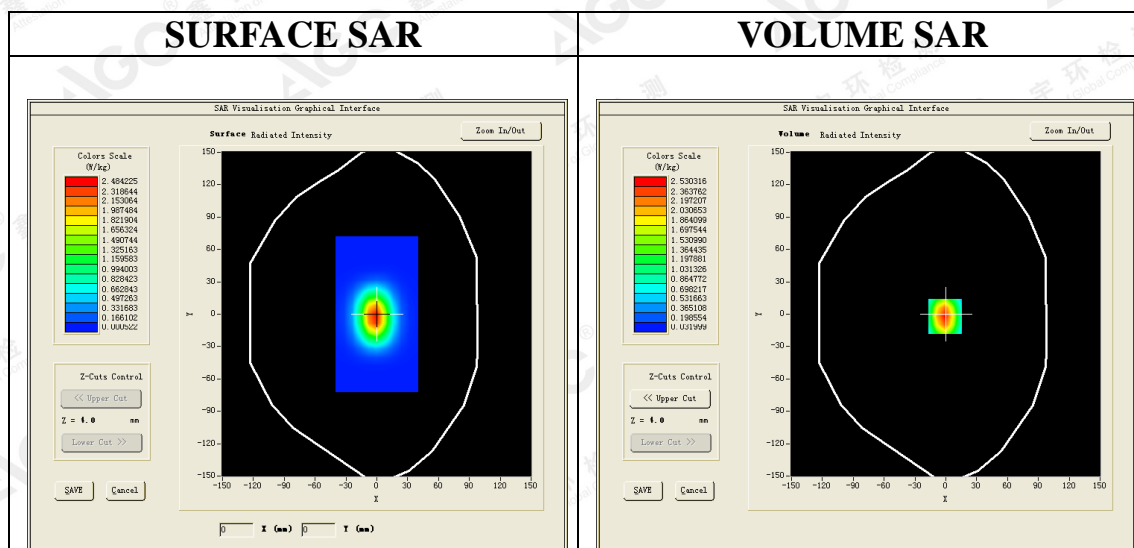 SURFACE SAR
VOLUME SAR
SAR Visualisation Graphical Interface
Surface Radiated Intensity
Zoom In/Out
Colors Scale
(W/kg)
2.484225
2.318644
2.153064
1.987484
1.821904
1.656324
1.490744
1.325163
1.159583
0.994003
0.828423
0.662843
0.497263
0.331683
0.166102
0.000522
150
120
90
60
30
0
-30
-60
-90
-120
-150
Y
-150 -120 -90 -60 -30 0 30 60 90 120 150
X
Z-Cuts Control
<< Upper Cut
Z = 4.0 mm
Lower Cut >>
SAVE Cancel
0 X (mm) 0 Y (mm)
SAR Visualisation Graphical Interface
Volume Radiated Intensity
Zoom In/Out
Colors Scale
(W/kg)
2.530316
2.363762
2.197207
2.030653
1.864099
1.697544
1.530990
1.364435
1.197881
1.031326
0.864772
0.698217
0.531663
0.365108
0.198554
0.031999
150
120
90
60
30
0
-30
-60
-90
-120
-150
Y
-150 -120 -90 -60 -30 0 30 60 90 120 150
X
Z-Cuts Control
<< Upper Cut
Z = 4.0 mm
Lower Cut >>
SAVE Cancel